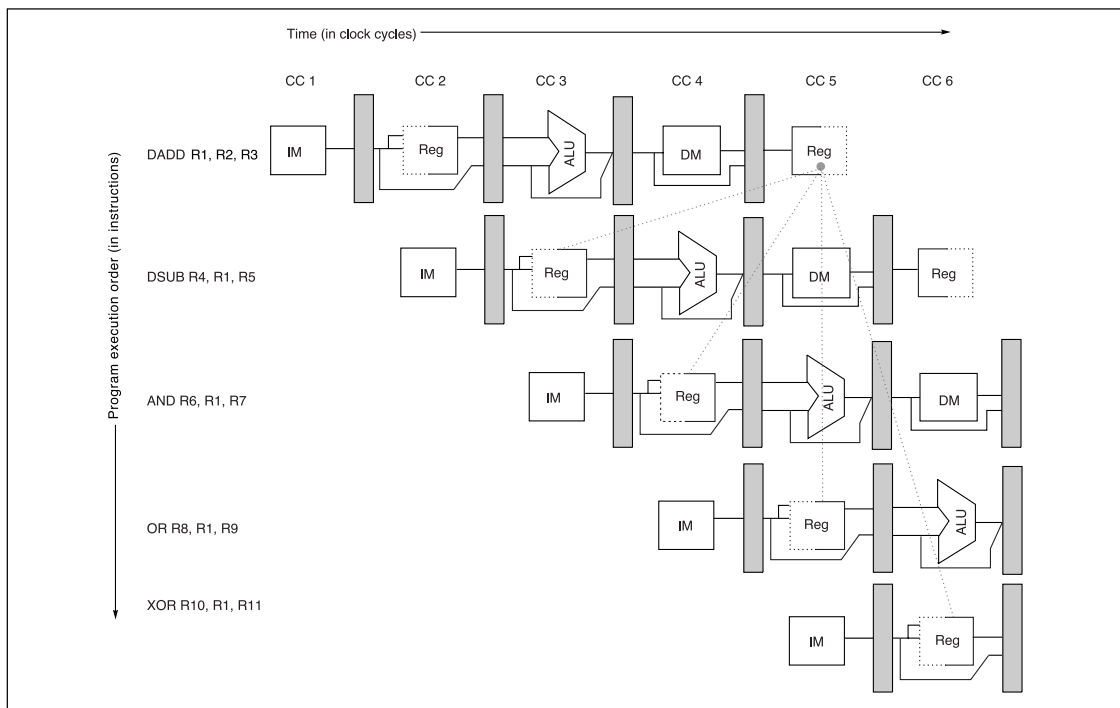 Time (in clock cycles)
CC 1 CC 2 CC 3 CC 4 CC 5 CC 6
Program execution order (in instructions)
DADD R1, R2, R3 IM Reg ALU DM Reg
DSUB R4, R1, R5 IM Reg ALU DM Reg
AND R6, R1, R7 IM Reg ALU DM
OR R8, R1, R9 IM Reg ALU
XOR R10, R1, R11 IM Reg